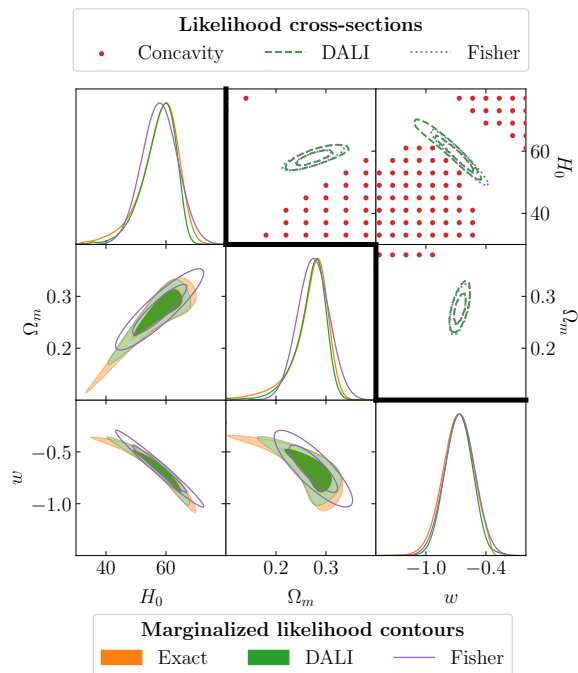 Likelihood cross-sections
Concavity DALI Fisher
60
40
H₀
0.3
0.2
Ωₘ
0.3
0.2
Ωₘ
−0.5
−1.0
w
40 60
0.2 0.3
−1.0 −0.4
H₀ Ωₘ w
Marginalized likelihood contours
Exact DALI Fisher